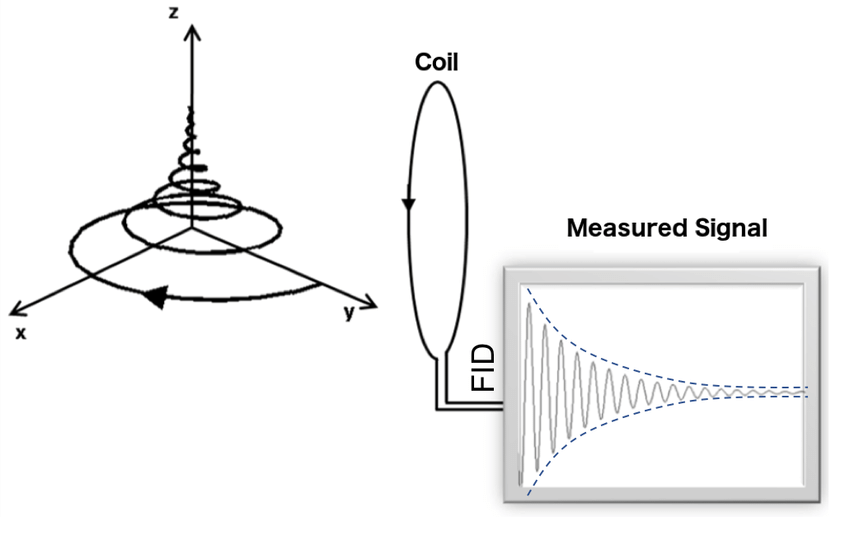 z
Coil
Measured Signal
x
y
FID